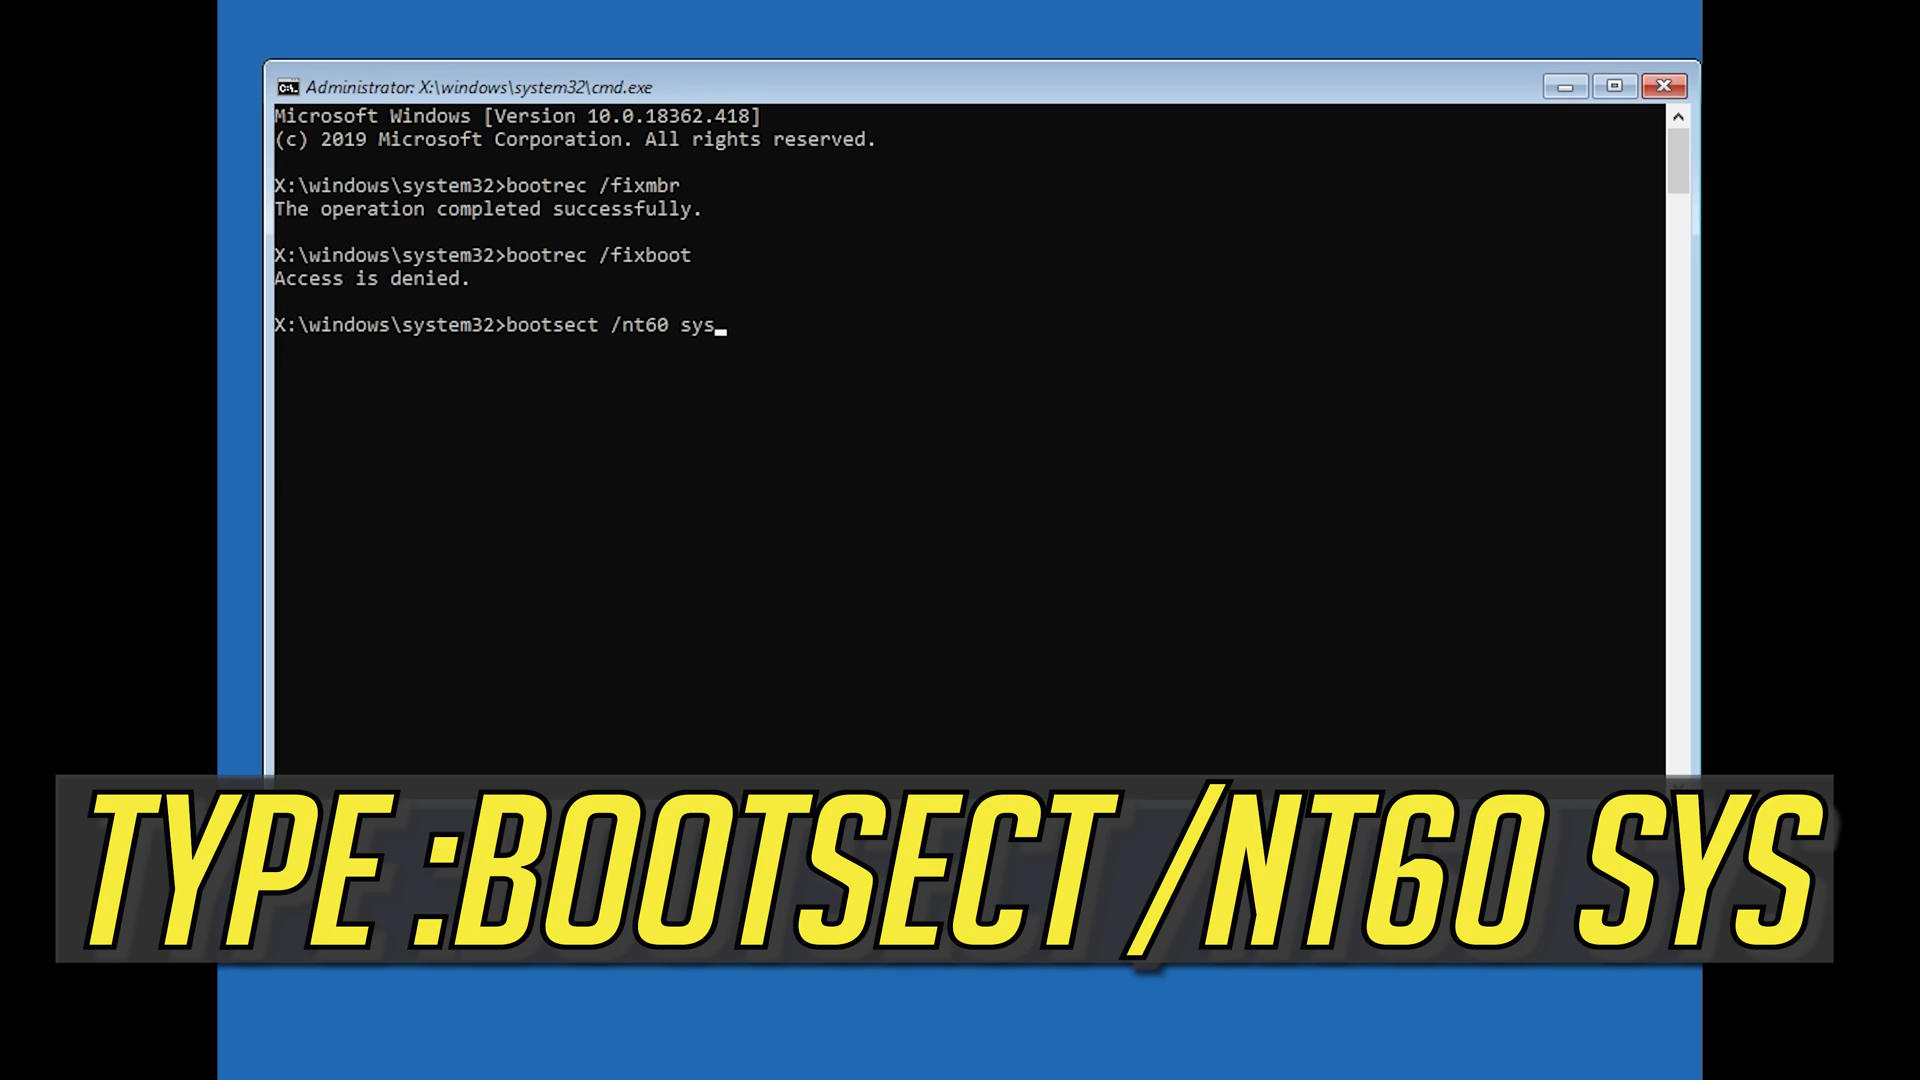 Administrator: X:\windows\system32\cmd.exe
Microsoft Windows [Version 10.0.18362.418]
(c) 2019 Microsoft Corporation. All rights reserved.
X:\windows\system32>bootrec /fixmbr
The operation completed successfully.
X:\windows\system32>bootrec /fixboot
Access is denied.
X:\windows\system32>bootsect /nt60 sys
TYPE :BOOTSECT /NT60 SYS